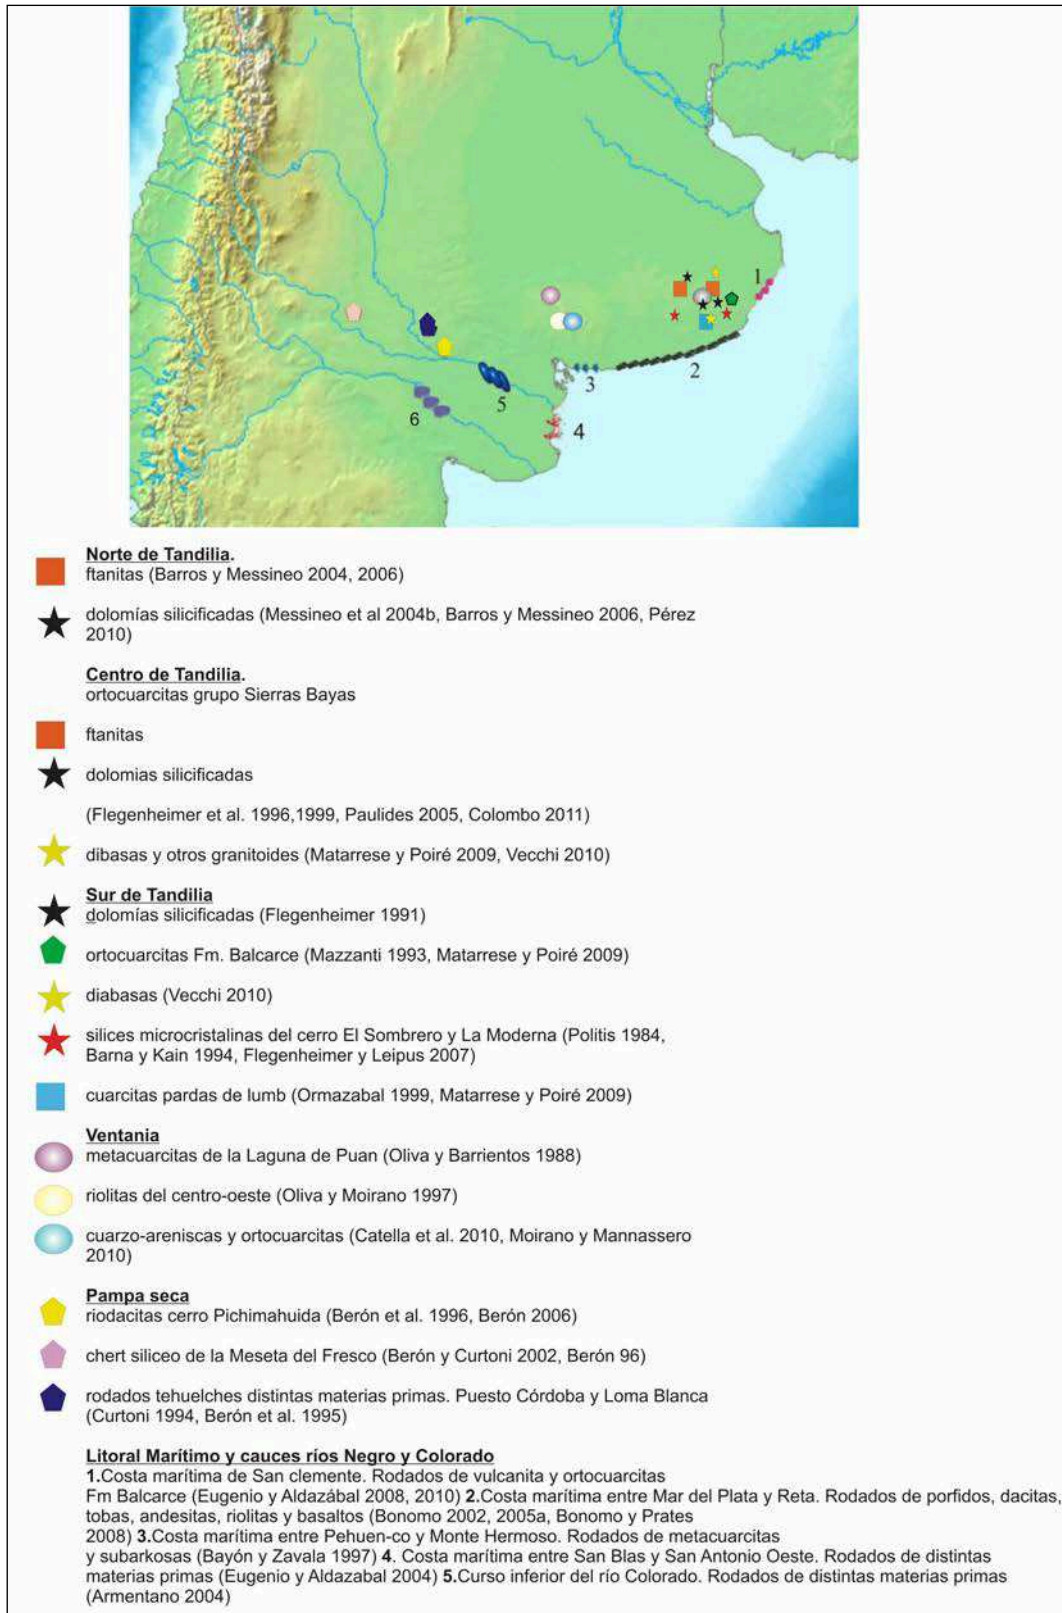 1
2
3
4
5
6
Norte de Tandilia.
ftanitas (Barros y Messineo 2004, 2006)
dolomías silicificadas (Messineo et al 2004b, Barros y Messineo 2006, Pérez
2010)
Centro de Tandilia.
ortocuarcitas grupo Sierras Bayas
ftanitas
dolomias silicificadas
(Flegenheimer et al. 1996,1999, Paulides 2005, Colombo 2011)
dibasas y otros granitoides (Matarrese y Poiré 2009, Vecchi 2010)
Sur de Tandilia
dolomías silicificadas (Flegenheimer 1991)
ortocuarcitas Fm. Balcarce (Mazzanti 1993, Matarrese y Poiré 2009)
diabasas (Vecchi 2010)
silices microcristalinas del cerro El Sombrero y La Moderna (Politis 1984,
Barna y Kain 1994, Flegenheimer y Leipus 2007)
cuarcitas pardas de lumb (Ormazabal 1999, Matarrese y Poiré 2009)
Ventania
metacuarcitas de la Laguna de Puan (Oliva y Barrientos 1988)
riolitas del centro-oeste (Oliva y Moirano 1997)
cuarzo-areniscas y ortocuarcitas (Catella et al. 2010, Moirano y Mannassero
2010)
Pampa seca
riodacitas cerro Pichimahuida (Berón et al. 1996, Berón 2006)
chert siliceo de la Meseta del Fresco (Berón y Curtoni 2002, Berón 96)
rodados tehuelches distintas materias primas. Puesto Córdoba y Loma Blanca
(Curtoni 1994, Berón et al. 1995)
Litoral Marítimo y cauces ríos Negro y Colorado
1.Costa marítima de San clemente. Rodados de vulcanita y ortocuarcitas
Fm Balcarce (Eugenio y Aldazábal 2008, 2010) 2.Costa marítima entre Mar del Plata y Reta. Rodados de porfidos, dacitas,
tobas, andesitas, riolitas y basaltos (Bonomo 2002, 2005a, Bonomo y Prates
2008) 3.Costa marítima entre Pehuen-co y Monte Hermoso. Rodados de metacuarcitas
y subarkosas (Bayón y Zavala 1997) 4. Costa marítima entre San Blas y San Antonio Oeste. Rodados de distintas
materias primas (Eugenio y Aldazabal 2004) 5.Curso inferior del río Colorado. Rodados de distintas materias primas
(Armentano 2004)